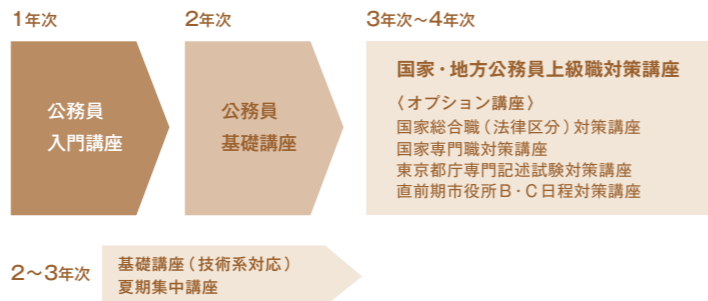 1年次
公務員
入門講座
2年次
公務員
基礎講座
3年次〜4年次
国家・地方公務員上級職対策講座
〈オプション講座〉
国家総合職（法律区分）対策講座
国家専門職対策講座
東京都庁専門記述試験対策講座
直前期市役所B・C日程対策講座
2〜3年次
基礎講座（技術系対応）
夏期集中講座